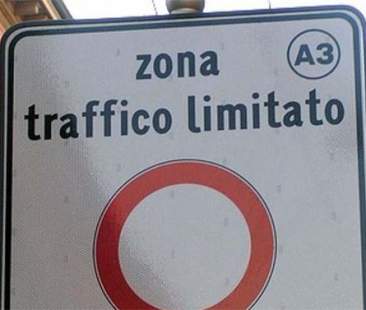 zona A3
traffico limitato